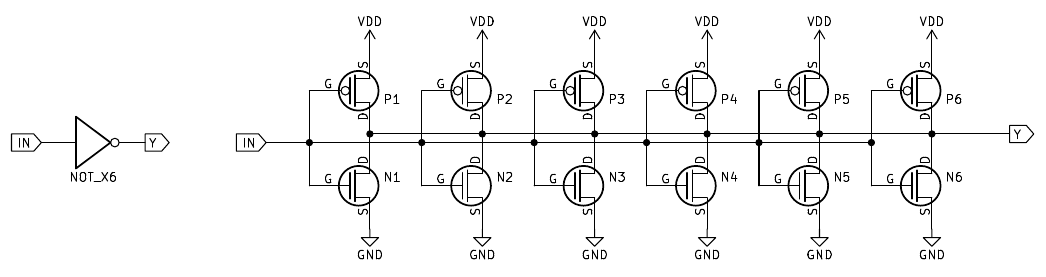 VDD VDD VDD VDD VDD VDD
S S S S S S
G G G G G G
P1 P2 P3 P4 P5 P6
D D D D D D
IN Y IN Y
D D D D D D
NOT_X6 G N1 G N2 G N3 G N4 G N5 G N6
S S S S S S
GND GND GND GND GND GND